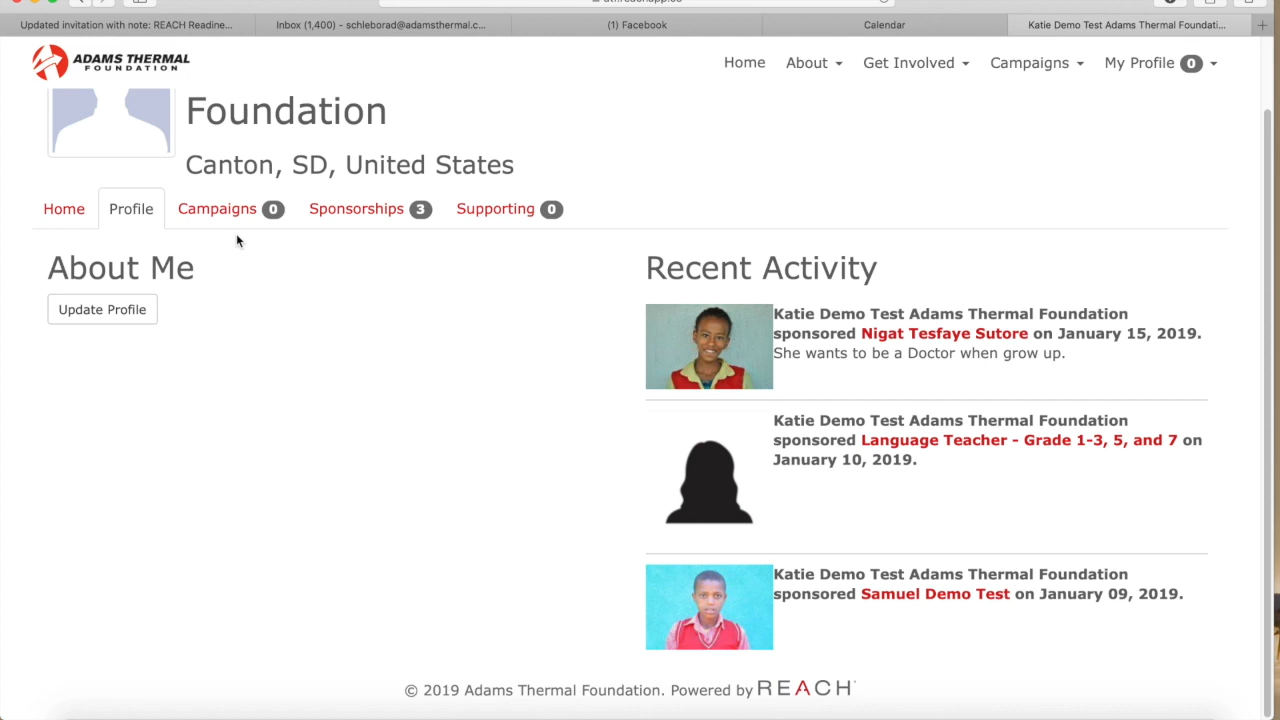 Updated invitation with note: REACH Readine...
Inbox (1,400) - schleborad@adamsthermal.c...
(1) Facebook
Calendar
Katie Demo Test Adams Thermal Foundati...
ADAMS THERMAL
FOUNDATION
Home
About
Get Involved
Campaigns
My Profile 0
Foundation
Canton, SD, United States
Home
Profile
Campaigns 0
Sponsorships 3
Supporting 0
About Me
Update Profile
Recent Activity
Katie Demo Test Adams Thermal Foundation
sponsored Nigat Tesfaye Sutore on January 15, 2019.
She wants to be a Doctor when grow up.
Katie Demo Test Adams Thermal Foundation
sponsored Language Teacher - Grade 1-3, 5, and 7 on
January 10, 2019.
Katie Demo Test Adams Thermal Foundation
sponsored Samuel Demo Test on January 09, 2019.
© 2019 Adams Thermal Foundation. Powered by REACH